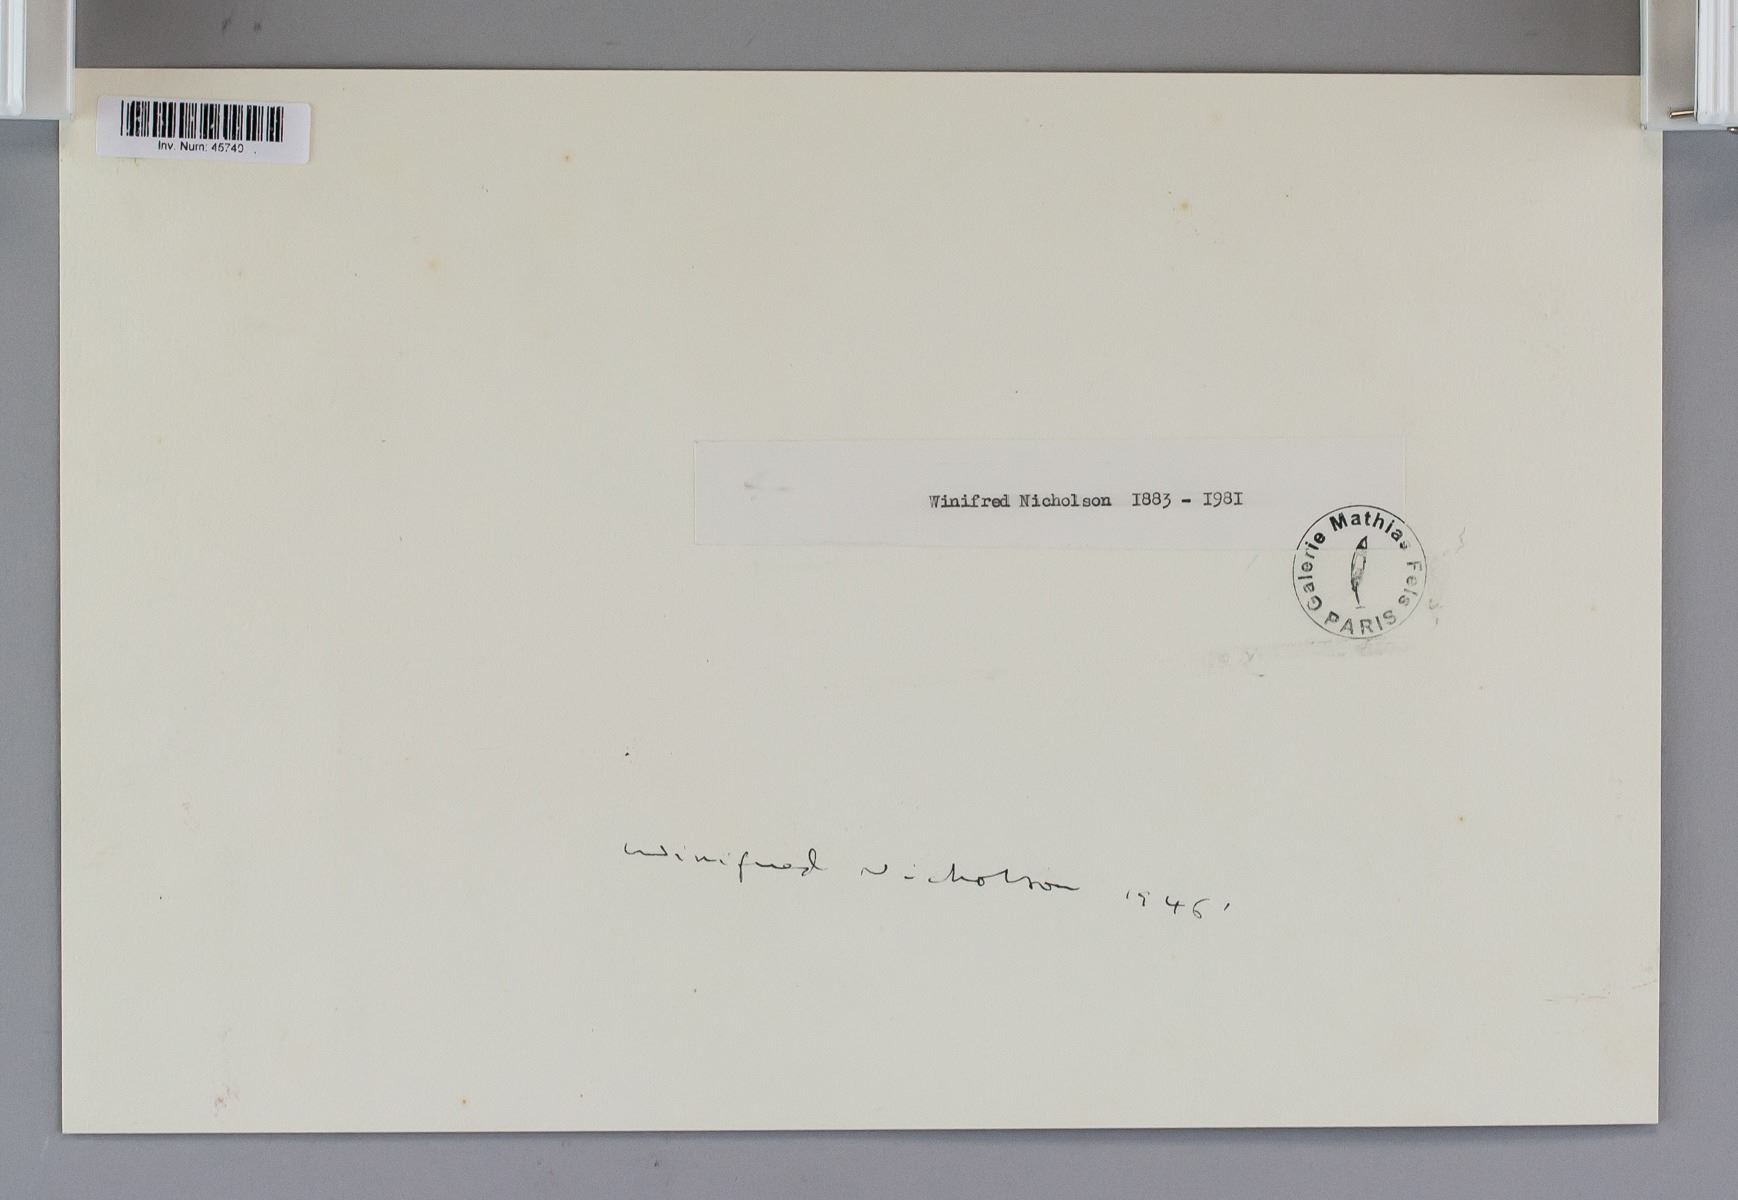 Inv. Num: 45740
Winifred Nicholson 1883 - 1981
Galerie Mathias Fels PARIS
Winifred Nicholson 1946